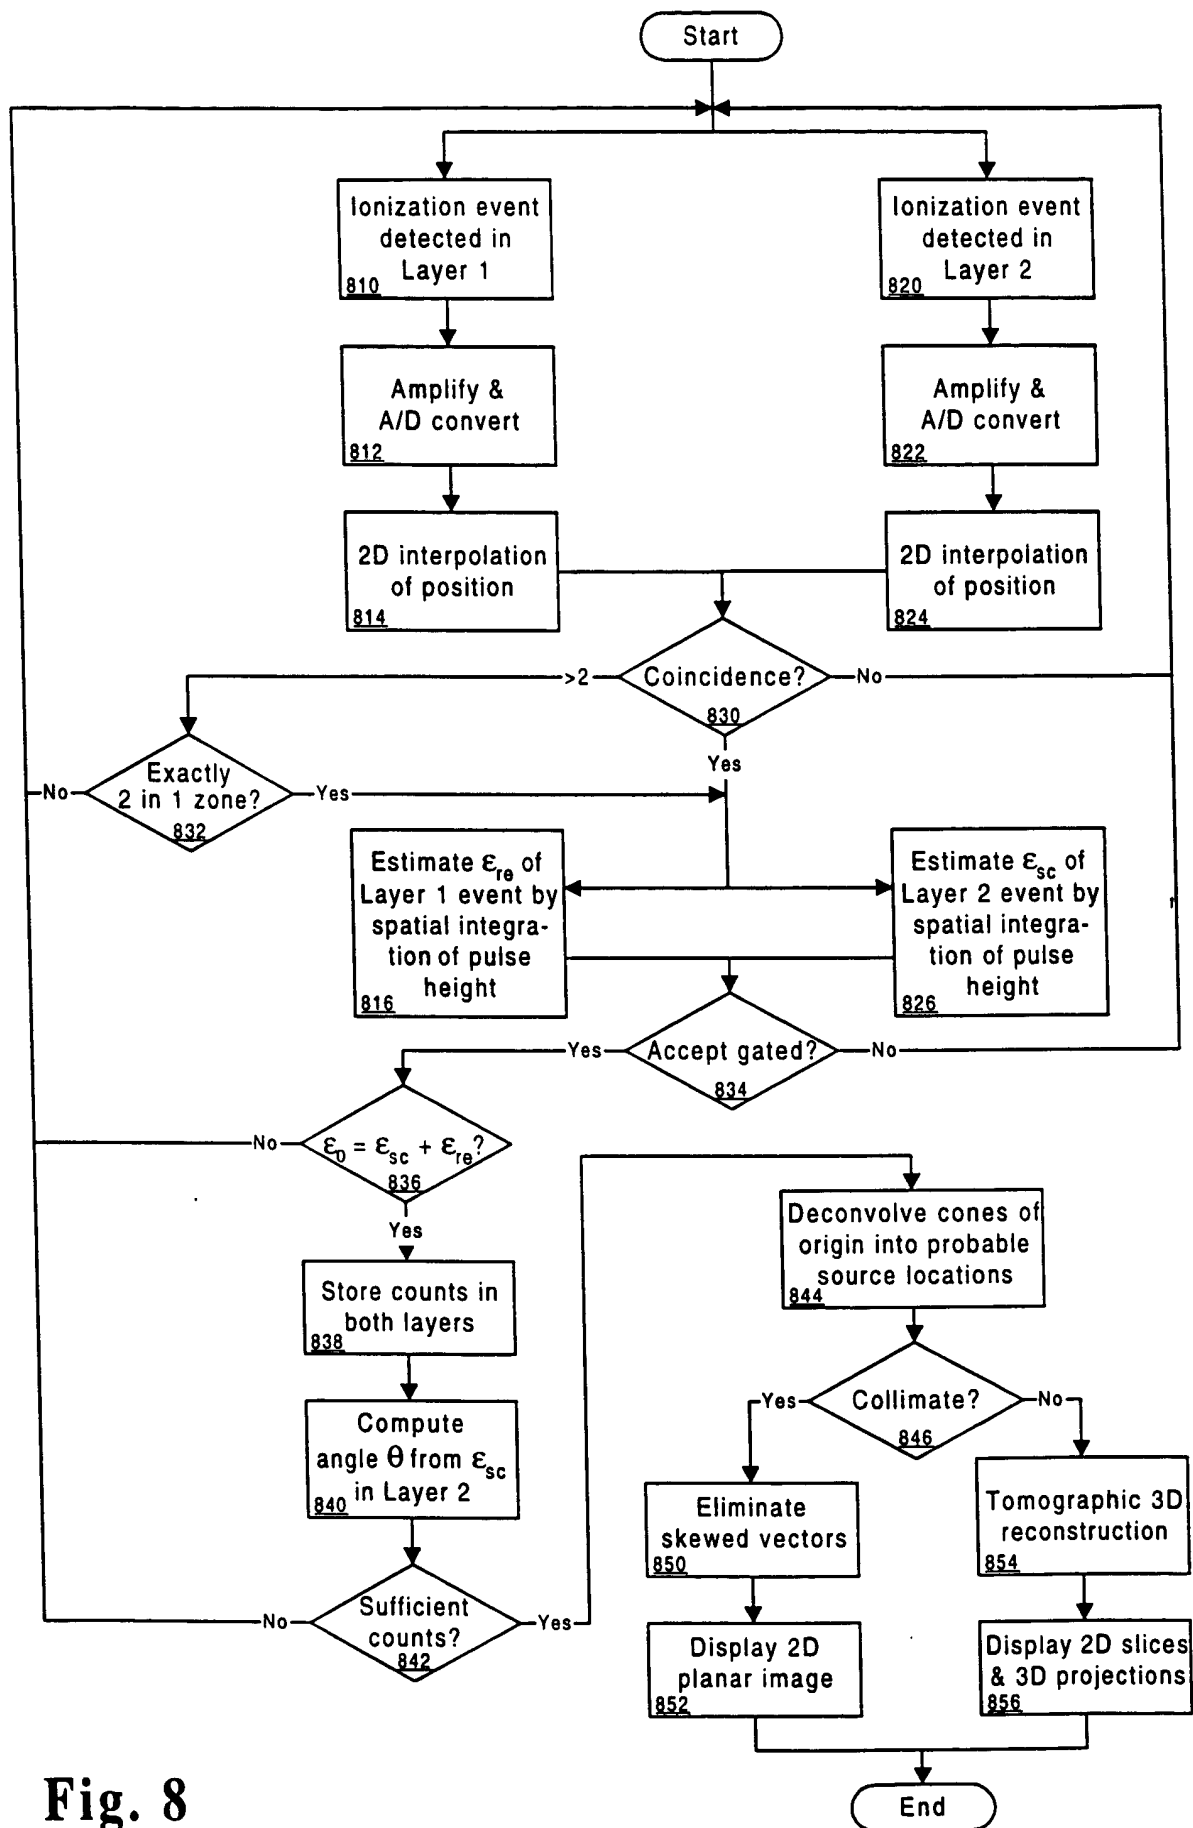 Start
Ionization event
detected in
Layer 1
810
Ionization event
detected in
Layer 2
820
Amplify &
A/D convert
812
Amplify &
A/D convert
822
2D interpolation
of position
814
2D interpolation
of position
824
>2
Coincidence?
No
830
Yes
No
Exactly
2 in 1 zone?
Yes
832
Estimate εre of
Layer 1 event by
spatial integra-
tion of pulse
height
816
Estimate εsc of
Layer 2 event by
spatial integra-
tion of pulse
height
826
Yes
Accept gated?
No
834
No
ε0 = εsc + εre?
836
Yes
Store counts in
both layers
838
Compute
angle θ from εsc
in Layer 2
840
No
Sufficient
counts?
Yes
842
Deconvolve cones of
origin into probable
source locations
844
Yes
Collimate?
No
846
Eliminate
skewed vectors
850
Tomographic 3D
reconstruction
854
Display 2D
planar image
852
Display 2D slices
& 3D projections
856
End
Fig. 8